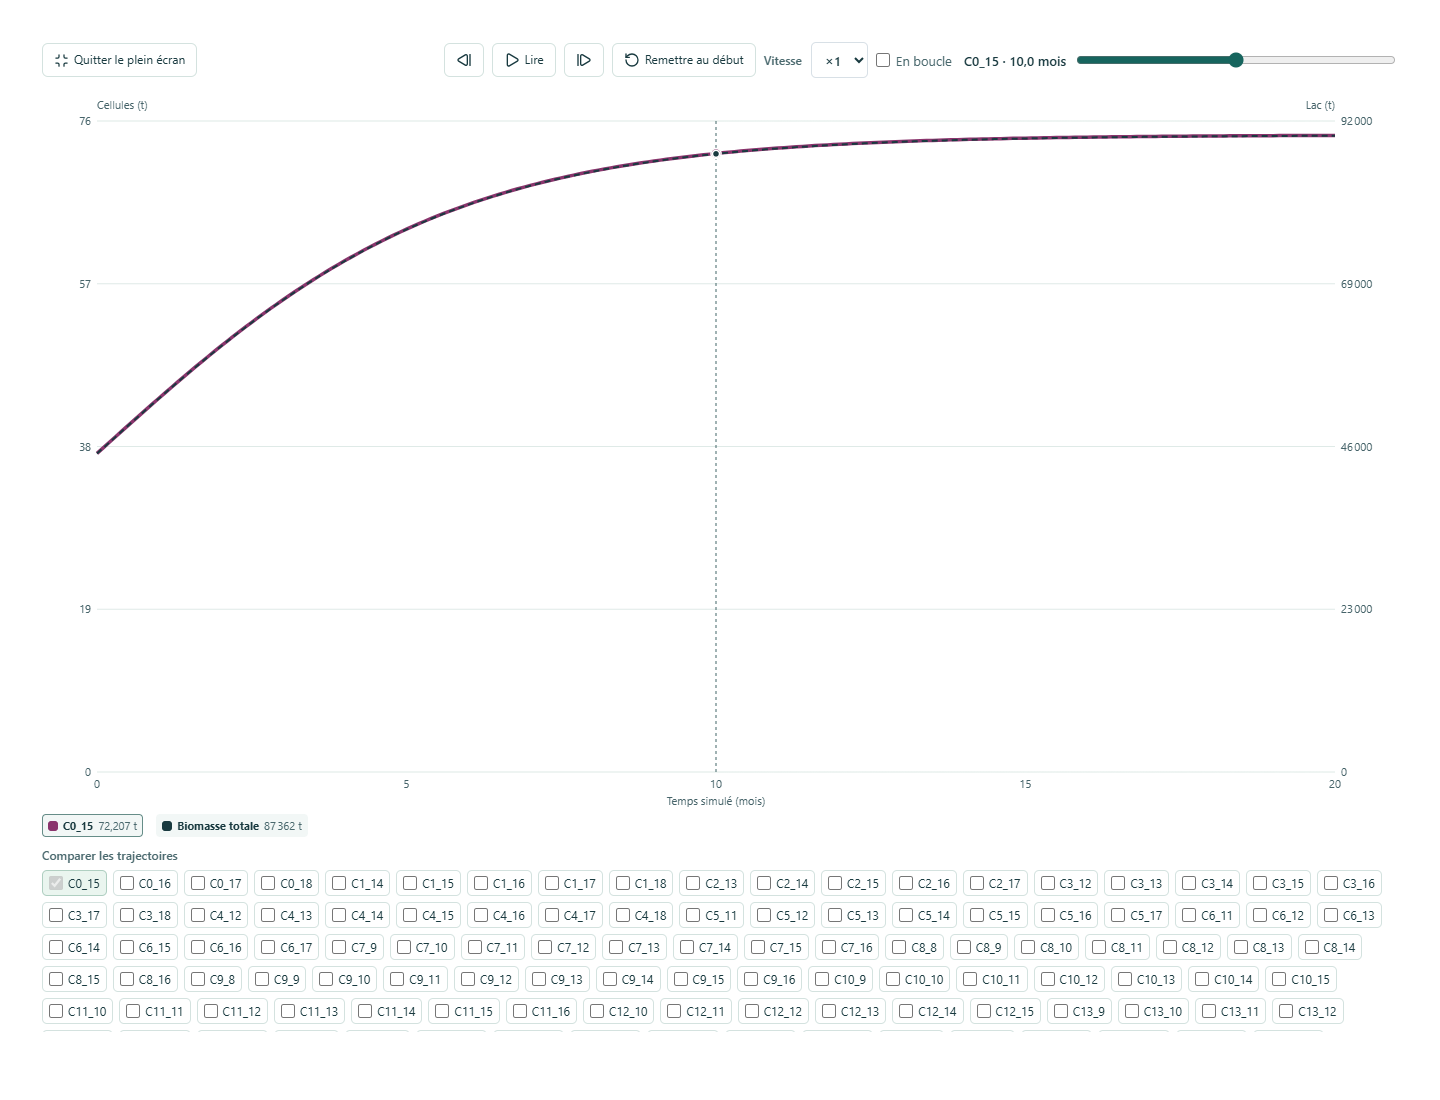 Quitter le plein écran
Lire
Remettre au début
Vitesse
×1
En boucle
C0_15 · 10,0 mois
Cellules (t)
Lac (t)
76
92 000
57
69 000
38
46 000
19
23 000
0
0
0
5
10
15
20
Temps simulé (mois)
C0_15 72,207 t
Biomasse totale 87 362 t
Comparer les trajectoires
C0_15 C0_16 C0_17 C0_18 C1_14 C1_15 C1_16 C1_17 C1_18 C2_13 C2_14 C2_15 C2_16 C2_17 C3_12 C3_13 C3_14 C3_15 C3_16
C3_17 C3_18 C4_12 C4_13 C4_14 C4_15 C4_16 C4_17 C4_18 C5_11 C5_12 C5_13 C5_14 C5_15 C5_16 C5_17 C6_11 C6_12 C6_13
C6_14 C6_15 C6_16 C6_17 C7_9 C7_10 C7_11 C7_12 C7_13 C7_14 C7_15 C7_16 C8_8 C8_9 C8_10 C8_11 C8_12 C8_13 C8_14
C8_15 C8_16 C9_8 C9_9 C9_10 C9_11 C9_12 C9_13 C9_14 C9_15 C9_16 C10_9 C10_10 C10_11 C10_12 C10_13 C10_14 C10_15
C11_10 C11_11 C11_12 C11_13 C11_14 C11_15 C11_16 C12_10 C12_11 C12_12 C12_13 C12_14 C12_15 C13_9 C13_10 C13_11 C13_12